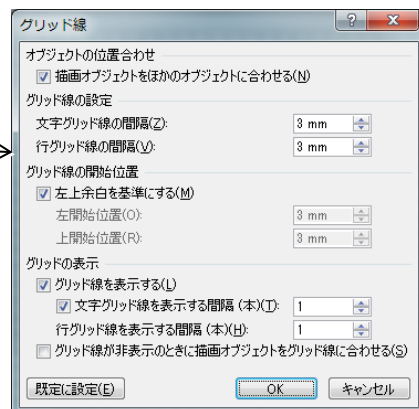 グリッド線
オブジェクトの位置合わせ
描画オブジェクトをほかのオブジェクトに合わせる(N)
グリッド線の設定
文字グリッド線の間隔(Z): 3 mm
行グリッド線の間隔(V): 3 mm
グリッド線の開始位置
左上余白を基準にする(M)
左開始位置(O): 3 mm
上開始位置(R): 3 mm
グリッドの表示
グリッド線を表示する(L)
文字グリッド線を表示する間隔 (本)(T): 1
行グリッド線を表示する間隔 (本)(H): 1
グリッド線が非表示のときに描画オブジェクトをグリッド線に合わせる(S)
既定に設定(E) OK キャンセル